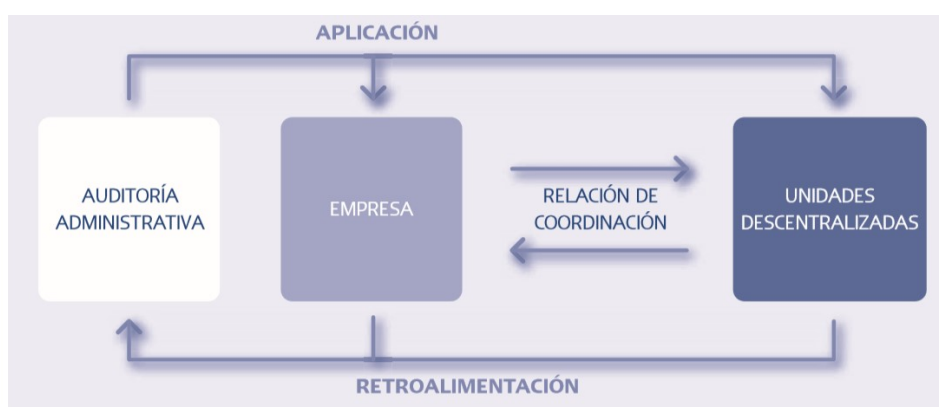 APLICACIÓN
AUDITORÍA
ADMINISTRATIVA
EMPRESA
RELACIÓN DE
COORDINACIÓN
UNIDADES
DESCENTRALIZADAS
RETROALIMENTACIÓN